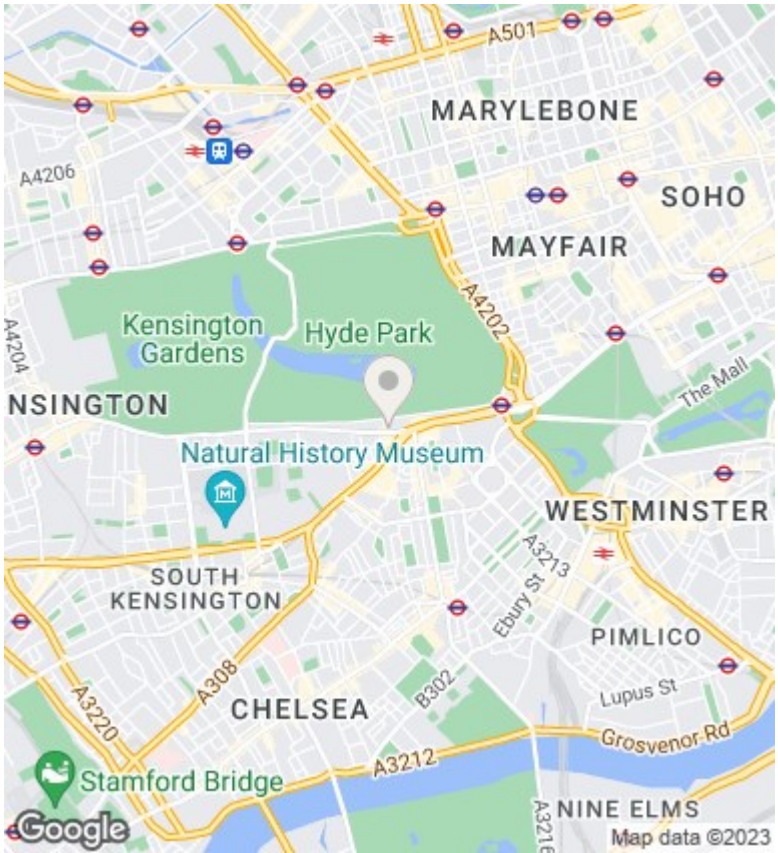 A501
MARYLEBONE
A4206
SOHO
MAYFAIR
A4202
Kensington
Gardens
Hyde Park
A4204
The Mall
NSINGTON
Natural History Museum
WESTMINSTER
A3213
SOUTH
KENSINGTON
Ebury St
PIMLICO
A308
B302
Lupus St
A3220
CHELSEA
Grosvenor Rd
A3212
Stamford Bridge
A3216
NINE ELMS
Google
Map data ©2023